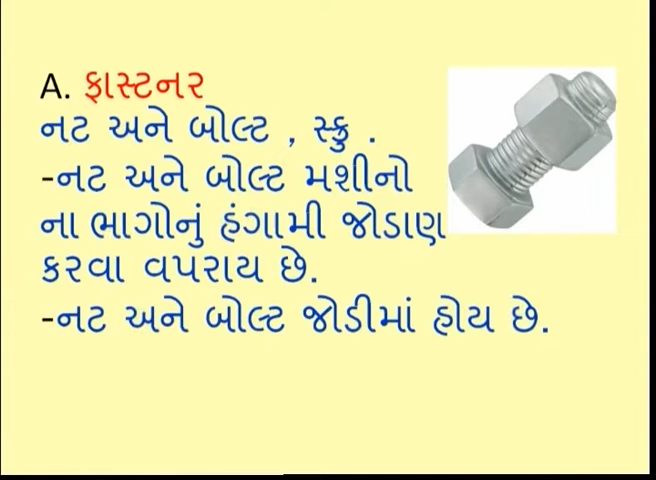 A. ફાસ્ટનર
નટ અને બોલ્ટ , સ્ક્રુ .
-નટ અને બોલ્ટ મશીનો
ના ભાગોનું હંગામી જોડાણ
કરવા વપરાય છે.
-નટ અને બોલ્ટ જોડીમાં હોય છે.